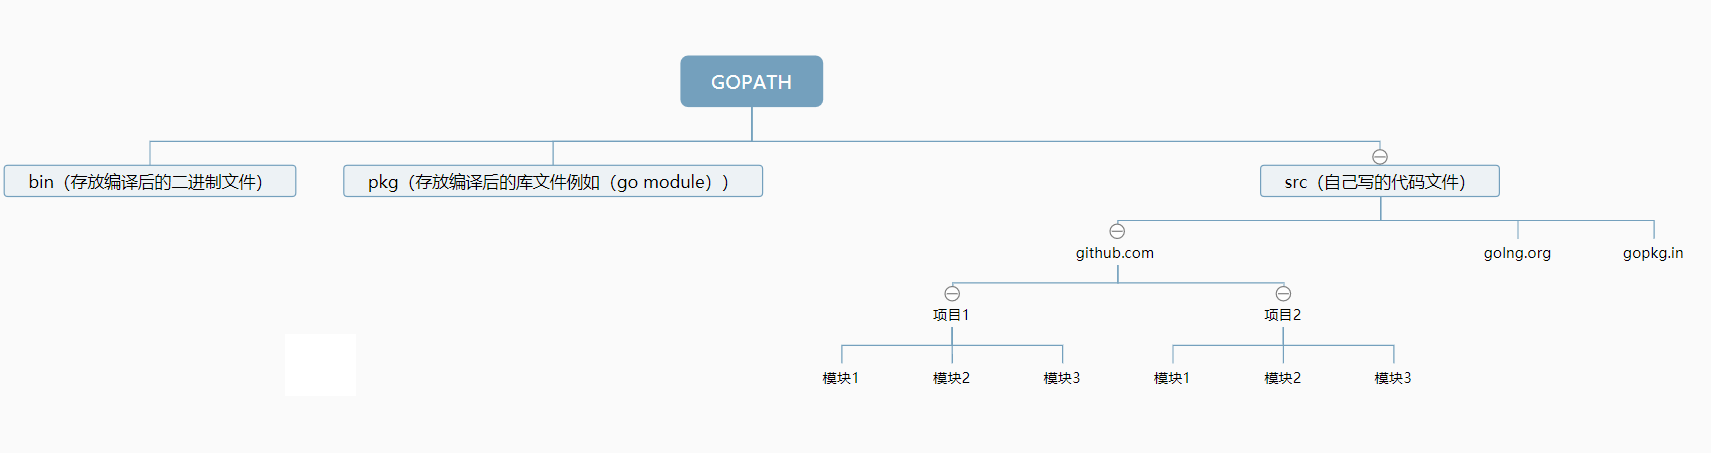 GOPATH
bin（存放编译后的二进制文件）
pkg（存放编译后的库文件例如（go module））
src（自己写的代码文件）
github.com
golng.org
gopkg.in
项目1
项目2
模块1
模块2
模块3
模块1
模块2
模块3